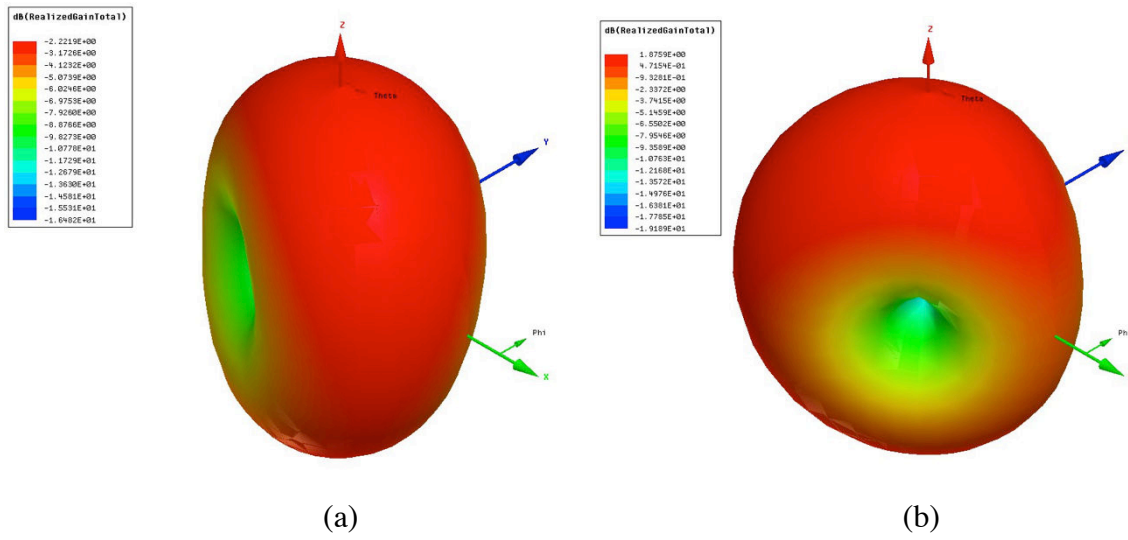 dB(RealizedGainTotal)
-2.2219E+00
-3.1726E+00
-4.1232E+00
-5.0739E+00
-6.0246E+00
-6.9753E+00
-7.9260E+00
-8.8766E+00
-9.8273E+00
-1.0778E+01
-1.1729E+01
-1.2679E+01
-1.3630E+01
-1.4581E+01
-1.5531E+01
-1.6482E+01
Z
Theta
Y
Phi
X
(a)
dB(RealizedGainTotal)
1.8759E+00
4.7154E-01
-9.3281E-01
-2.3372E+00
-3.7415E+00
-5.1459E+00
-6.5502E+00
-7.9546E+00
-9.3589E+00
-1.0763E+01
-1.2168E+01
-1.3572E+01
-1.4976E+01
-1.6381E+01
-1.7785E+01
-1.9189E+01
Z
Theta
Ph
(b)